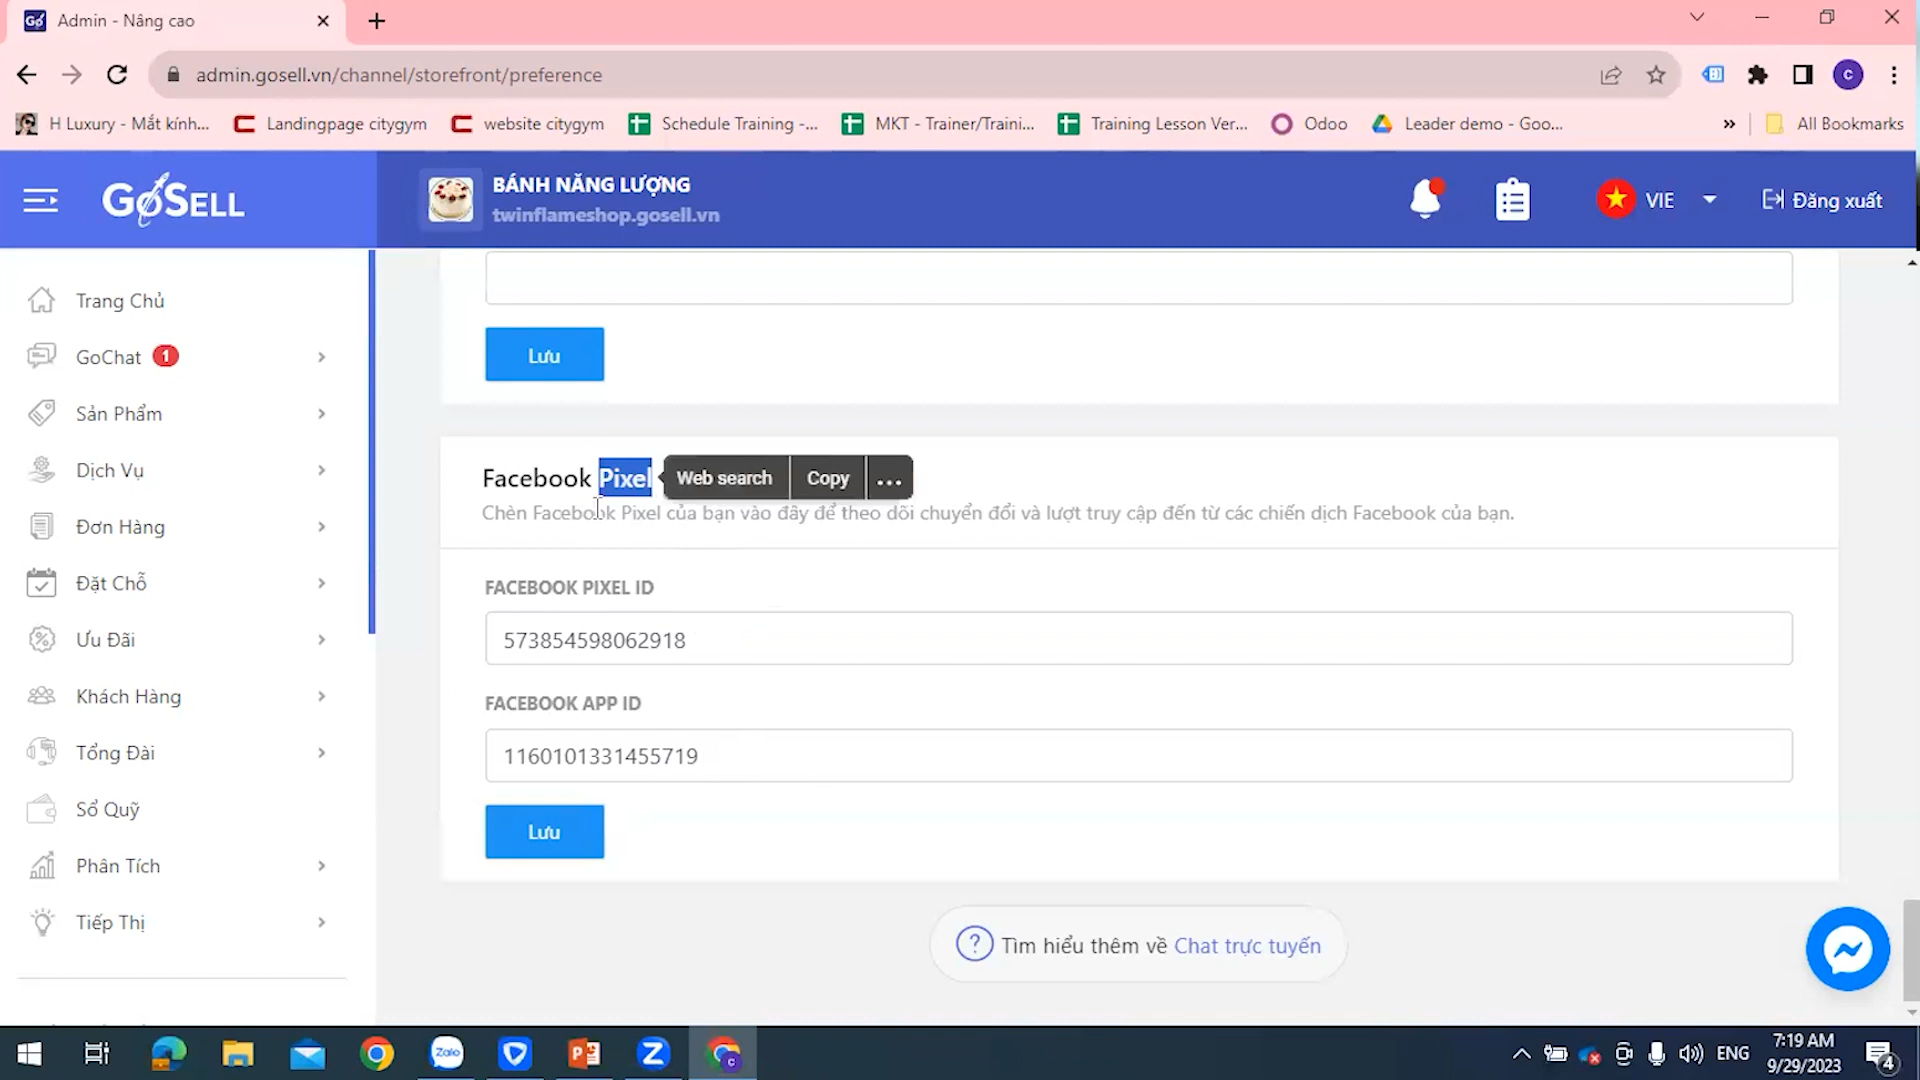 Admin - Nâng cao
admin.gosell.vn/channel/storefront/preference
H Luxury - Mắt kính...
Landingpage citygym
website citygym
Schedule Training -...
MKT - Trainer/Traini...
Training Lesson Ver...
Odoo
Leader demo - Goo...
»
All Bookmarks
GOSELL
BÁNH NĂNG LƯỢNG
twinflameshop.gosell.vn
VIE
Đăng xuất
Trang Chủ
GoChat 1
Sản Phẩm
Dịch Vụ
Đơn Hàng
Đặt Chỗ
Ưu Đãi
Khách Hàng
Tổng Đài
Sổ Quỹ
Phân Tích
Tiếp Thị
Lưu
Facebook Pixel
Web search
Copy
...
Chèn Facebook Pixel của bạn vào đây để theo dõi chuyển đổi và lượt truy cập đến từ các chiến dịch Facebook của bạn.
FACEBOOK PIXEL ID
573854598062918
FACEBOOK APP ID
1160101331455719
Lưu
? Tìm hiểu thêm về Chat trực tuyến
Zalo
ENG
7:19 AM
9/29/2023
4